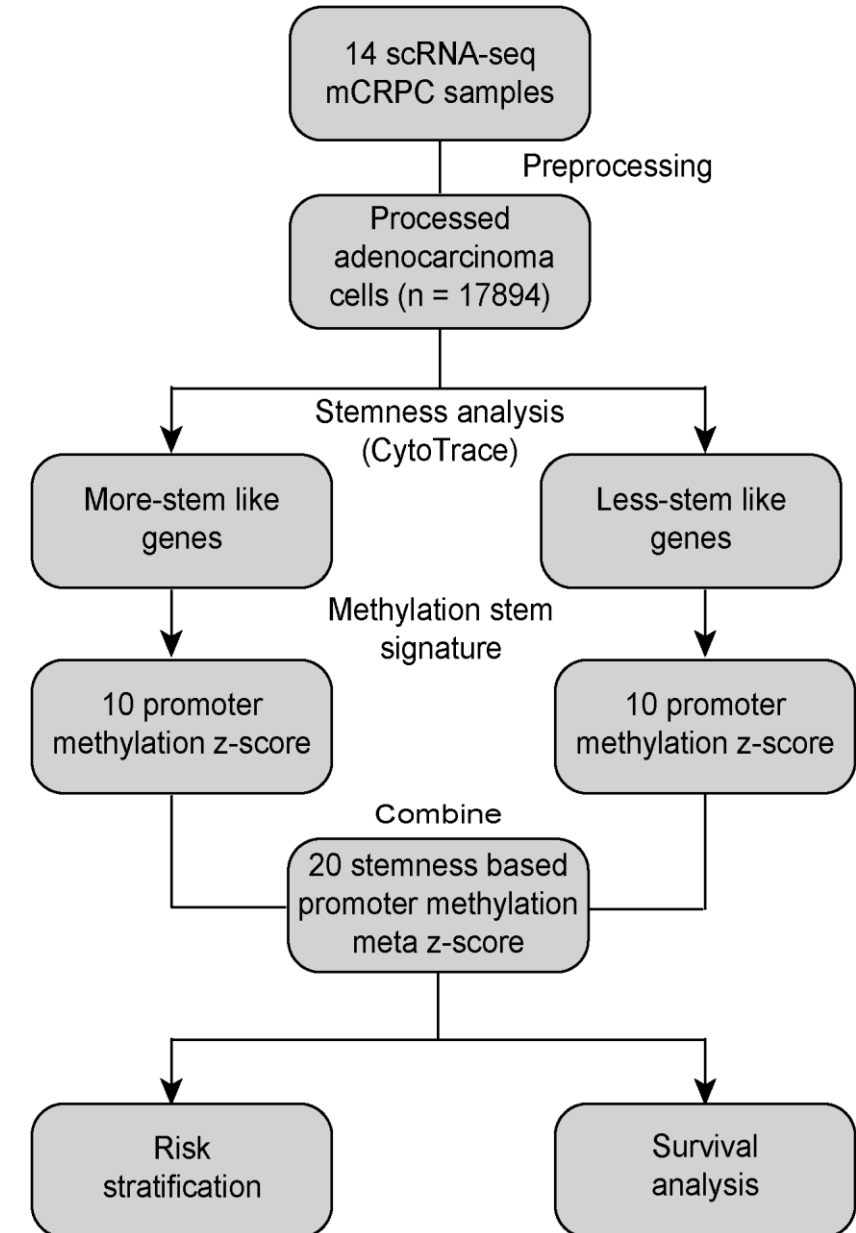 14 scRNA-seq
mCRPC samples
Preprocessing
Processed
adenocarcinoma
cells (n = 17894)
Stemness analysis
(CytoTrace)
More-stem like
genes
Less-stem like
genes
Methylation stem
signature
10 promoter
methylation z-score
10 promoter
methylation z-score
Combine
20 stemness based
promoter methylation
meta z-score
Risk
stratification
Survival
analysis